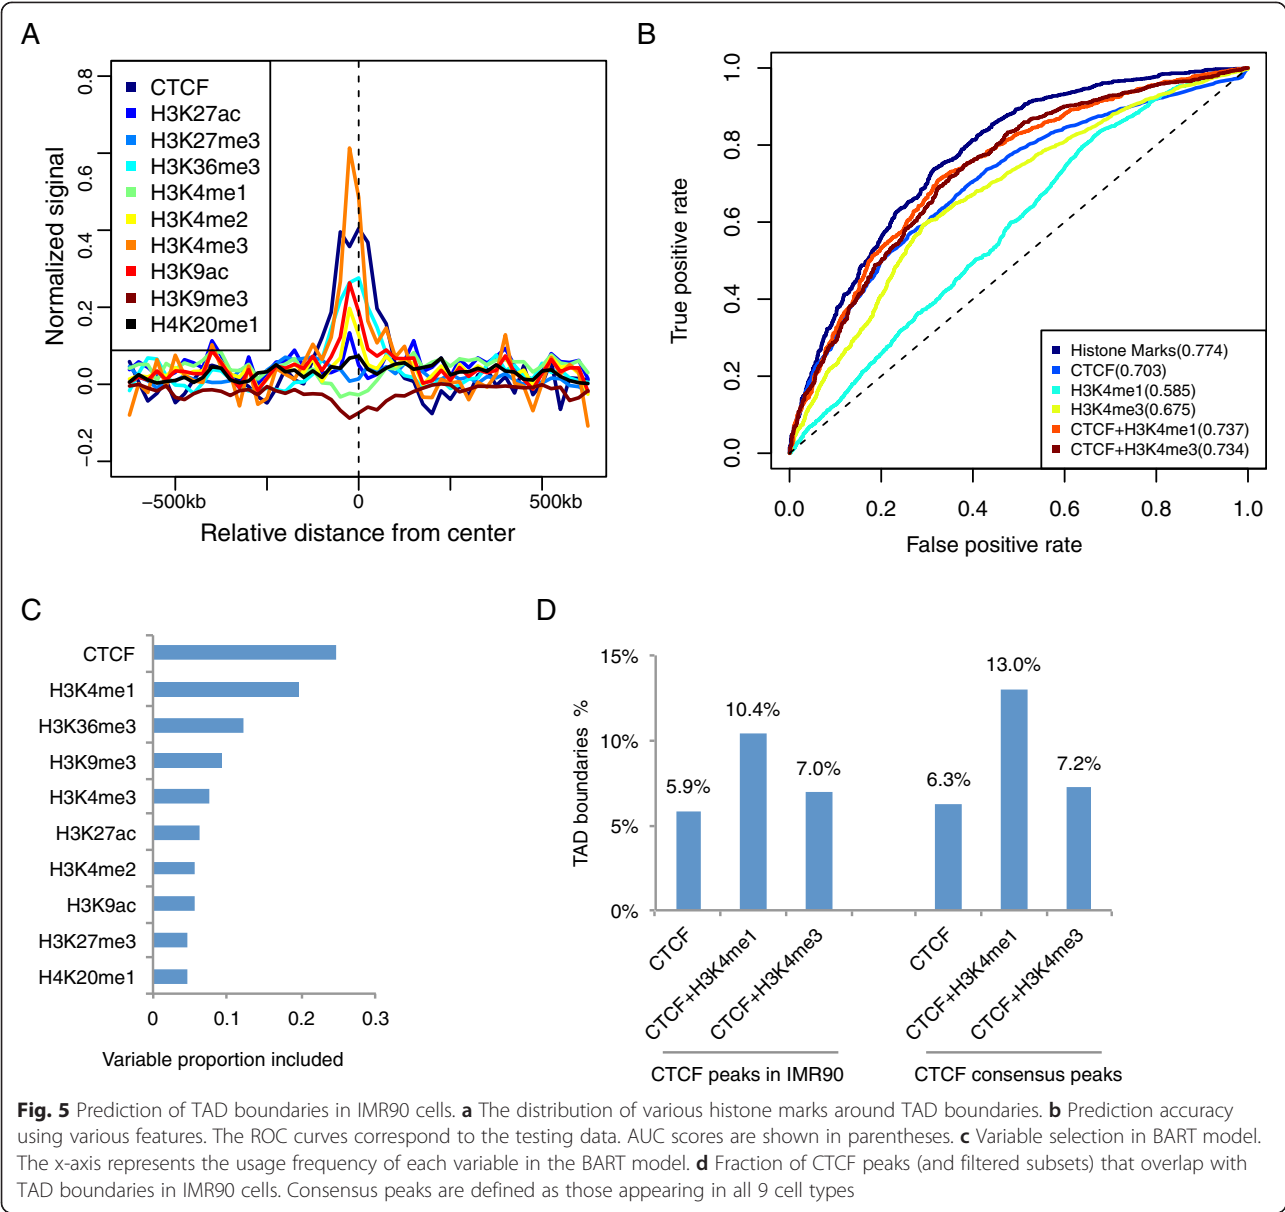 A
Normalized siginal
0.8
0.6
0.4
0.2
0.0
−0.2
CTCF
H3K27ac
H3K27me3
H3K36me3
H3K4me1
H3K4me2
H3K4me3
H3K9ac
H3K9me3
H4K20me1
−500kb 0 500kb
Relative distance from center
B
True positive rate
1.0
0.8
0.6
0.4
0.2
0.0
Histone Marks(0.774)
CTCF(0.703)
H3K4me1(0.585)
H3K4me3(0.675)
CTCF+H3K4me1(0.737)
CTCF+H3K4me3(0.734)
0.0 0.2 0.4 0.6 0.8 1.0
False positive rate
C
CTCF
H3K4me1
H3K36me3
H3K9me3
H3K4me3
H3K27ac
H3K4me2
H3K9ac
H3K27me3
H4K20me1
0 0.1 0.2 0.3
Variable proportion included
D
TAD boundaries %
15%
10%
5%
0%
5.9%
10.4%
7.0%
6.3%
13.0%
7.2%
CTCF
CTCF+H3K4me1
CTCF+H3K4me3
CTCF
CTCF+H3K4me1
CTCF+H3K4me3
CTCF peaks in IMR90
CTCF consensus peaks
Fig. 5 Prediction of TAD boundaries in IMR90 cells. a The distribution of various histone marks around TAD boundaries. b Prediction accuracy
using various features. The ROC curves correspond to the testing data. AUC scores are shown in parentheses. c Variable selection in BART model.
The x-axis represents the usage frequency of each variable in the BART model. d Fraction of CTCF peaks (and filtered subsets) that overlap with
TAD boundaries in IMR90 cells. Consensus peaks are defined as those appearing in all 9 cell types